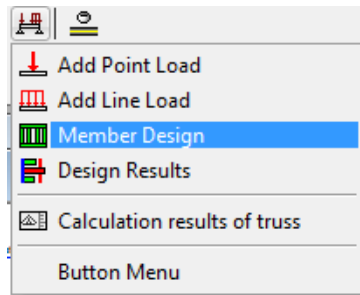 Add Point Load
Add Line Load
Member Design
Design Results
Calculation results of truss
Button Menu